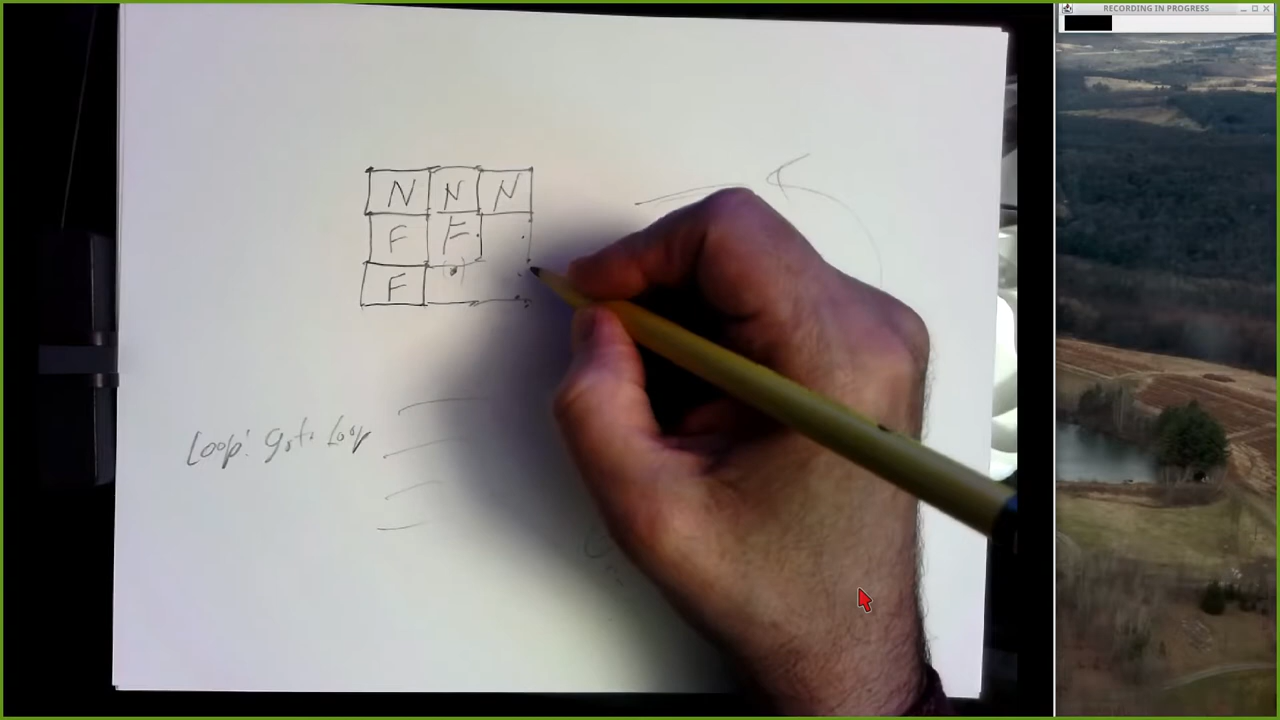 RECORDING IN PROGRESS
N N N
F F
F
Loop: goto Loop